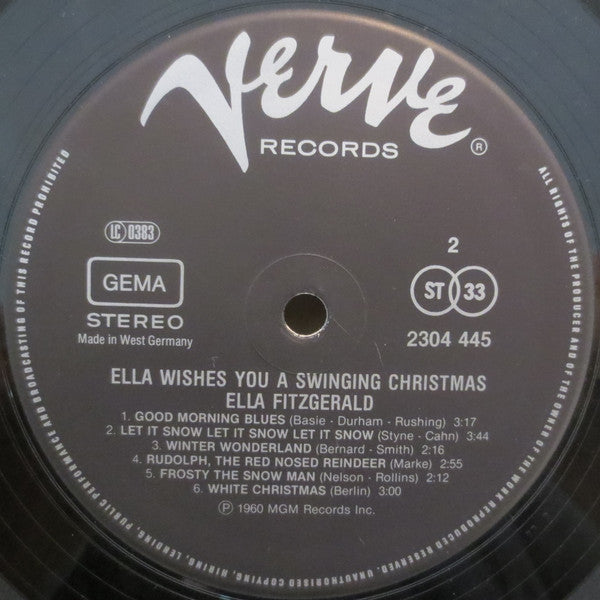 Verve
RECORDS ®
LC 0383
GEMA
STEREO
Made in West Germany
2
ST 33
2304 445
ELLA WISHES YOU A SWINGING CHRISTMAS
ELLA FITZGERALD
1. GOOD MORNING BLUES (Basie · Durham · Rushing) 3:17
2. LET IT SNOW LET IT SNOW LET IT SNOW (Styne · Cahn) 3:44
3. WINTER WONDERLAND (Bernard · Smith) 2:16
4. RUDOLPH, THE RED NOSED REINDEER (Marke) 2:55
5. FROSTY THE SNOW MAN (Nelson · Rollins) 2:12
6. WHITE CHRISTMAS (Berlin) 3:00
℗ 1960 MGM Records Inc.
ALL RIGHTS OF THE PRODUCER AND OF THE OWNER OF THE WORK REPRODUCED RESERVED. UNAUTHORISED COPYING, HIRING, LENDING, PUBLIC PERFORMANCE AND BROADCASTING OF THIS RECORD PROHIBITED